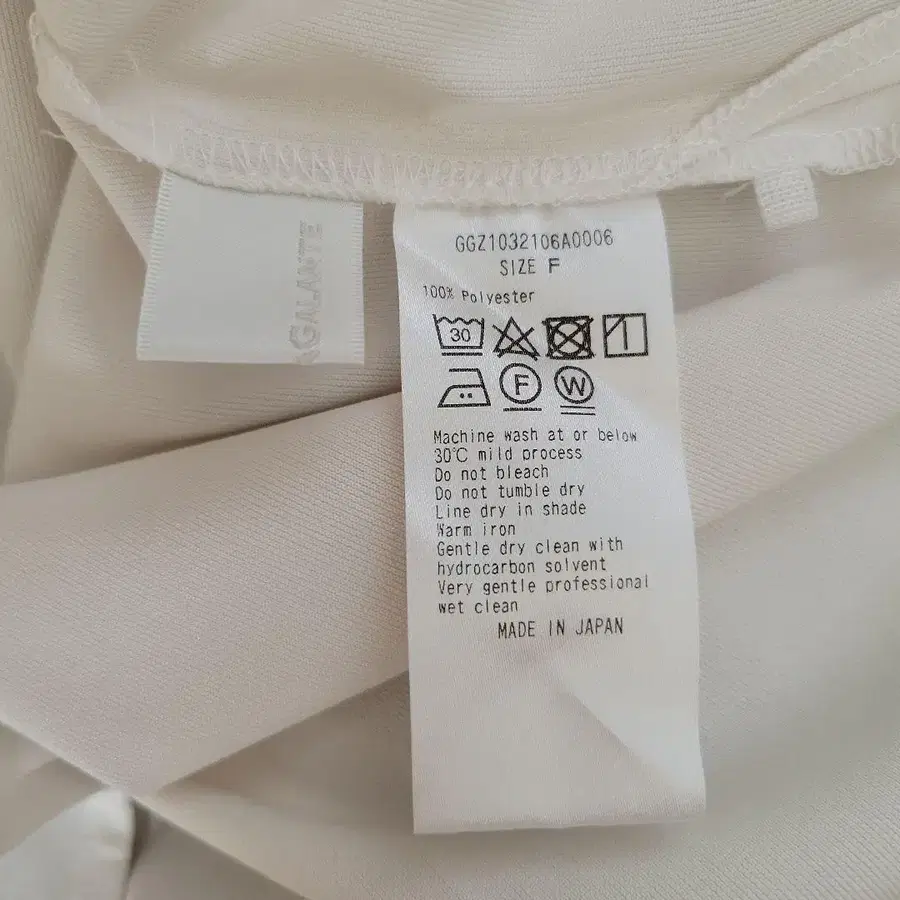 GALANTE
GGZ1032106A0006
SIZE F
100% Polyester
30
F W
Machine wash at or below
30℃ mild process
Do not bleach
Do not tumble dry
Line dry in shade
Warm iron
Gentle dry clean with
hydrocarbon solvent
Very gentle professional
wet clean
MADE IN JAPAN